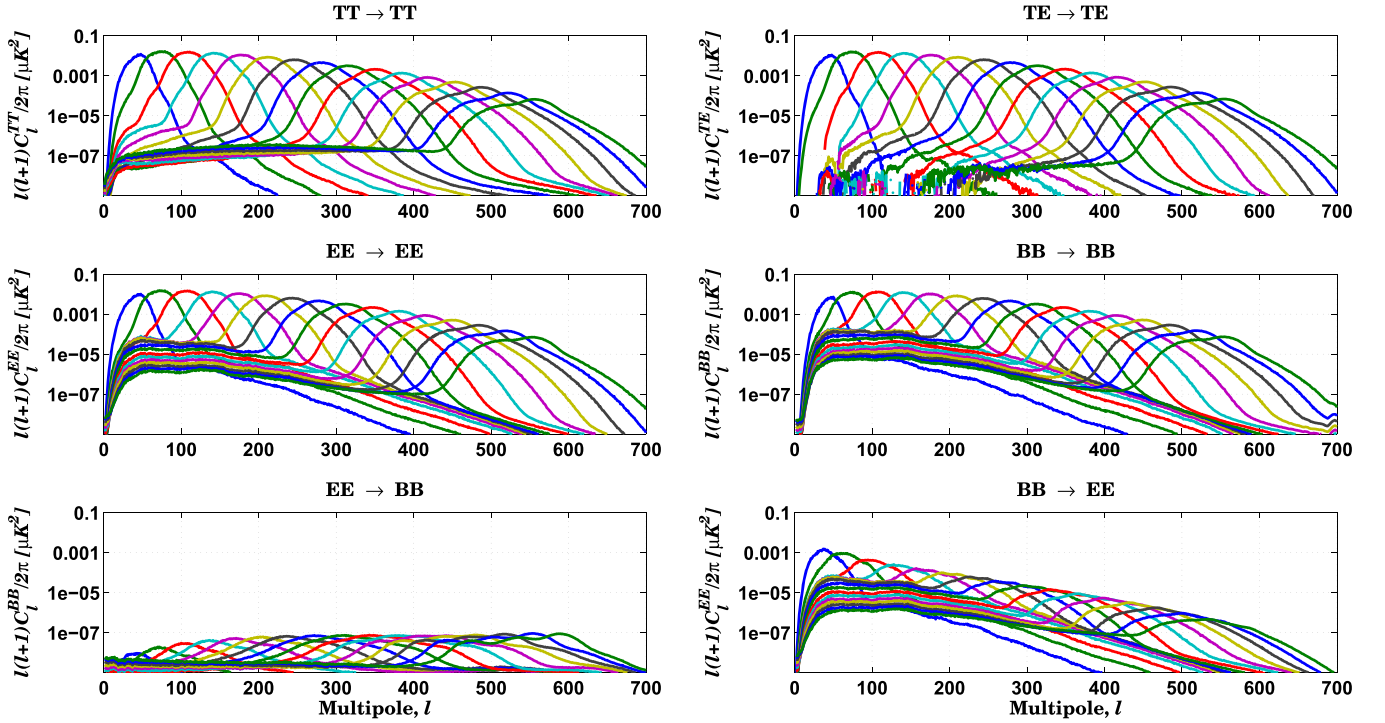 TT → TT
l(l+1)C_l^{TT}/2π [μK²]
0.1
0.001
1e-05
1e-07
0 100 200 300 400 500 600 700
TE → TE
l(l+1)C_l^{TE}/2π [μK²]
0.1
0.001
1e-05
1e-07
0 100 200 300 400 500 600 700
EE → EE
l(l+1)C_l^{EE}/2π [μK²]
0.1
0.001
1e-05
1e-07
0 100 200 300 400 500 600 700
BB → BB
l(l+1)C_l^{BB}/2π [μK²]
0.1
0.001
1e-05
1e-07
0 100 200 300 400 500 600 700
EE → BB
l(l+1)C_l^{BB}/2π [μK²]
0.1
0.001
1e-05
1e-07
0 100 200 300 400 500 600 700
Multipole, l
BB → EE
l(l+1)C_l^{EE}/2π [μK²]
0.1
0.001
1e-05
1e-07
0 100 200 300 400 500 600 700
Multipole, l